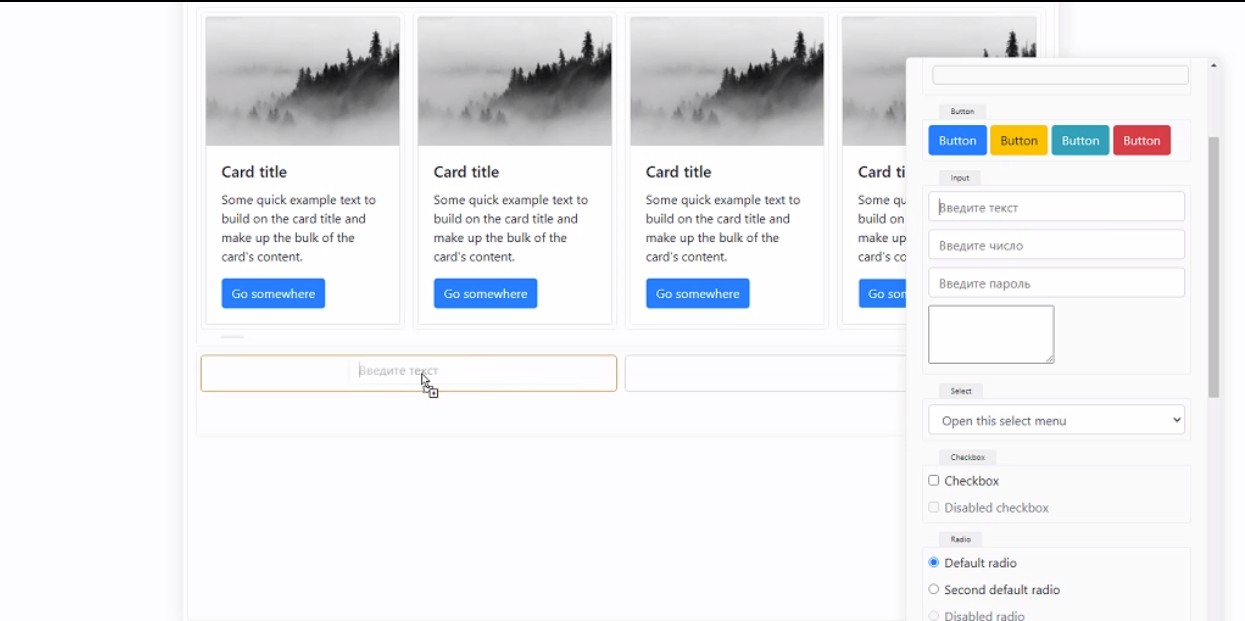 Card title
Some quick example text to
build on the card title and
make up the bulk of the
card's content.
Go somewhere
Card title
Some quick example text to
build on the card title and
make up the bulk of the
card's content.
Go somewhere
Card title
Some quick example text to
build on the card title and
make up the bulk of the
card's content.
Go somewhere
Card ti
Some qu
build on
make up
card's co
Go so
Введите текст
Button
Button Button Button Button
Input
Введите текст
Введите число
Введите пароль
Select
Open this select menu
Checkbox
Checkbox
Disabled checkbox
Radio
Default radio
Second default radio
Disabled radio